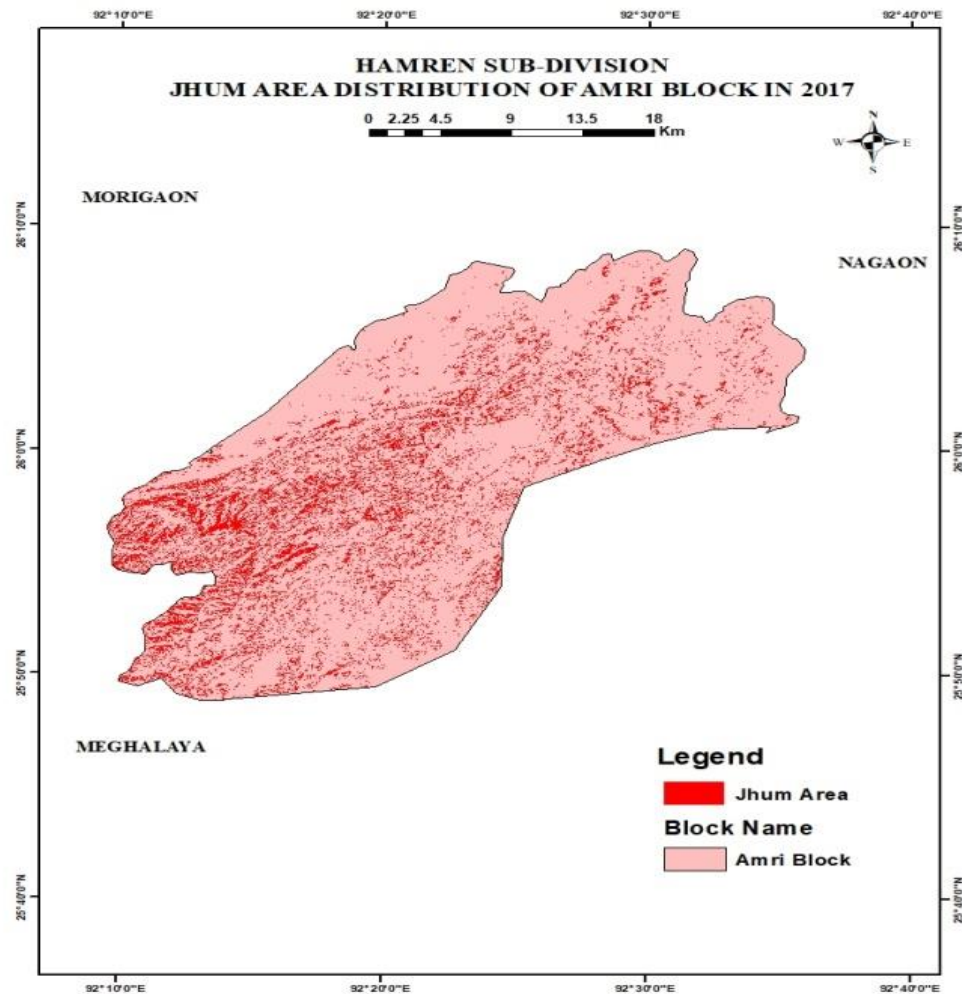 92°10'0"E 92°20'0"E 92°30'0"E 92°40'0"E
HAMREN SUB-DIVISION
JHUM AREA DISTRIBUTION OF AMRI BLOCK IN 2017
0 2.25 4.5 9 13.5 18
Km
N
W E
S
MORIGAON
26°10'0"N 26°10'0"N
NAGAON
26°0'0"N 26°0'0"N
25°50'0"N 25°50'0"N
MEGHALAYA
Legend
Jhum Area
Block Name
Amri Block
25°40'0"N 25°40'0"N
92°10'0"E 92°20'0"E 92°30'0"E 92°40'0"E